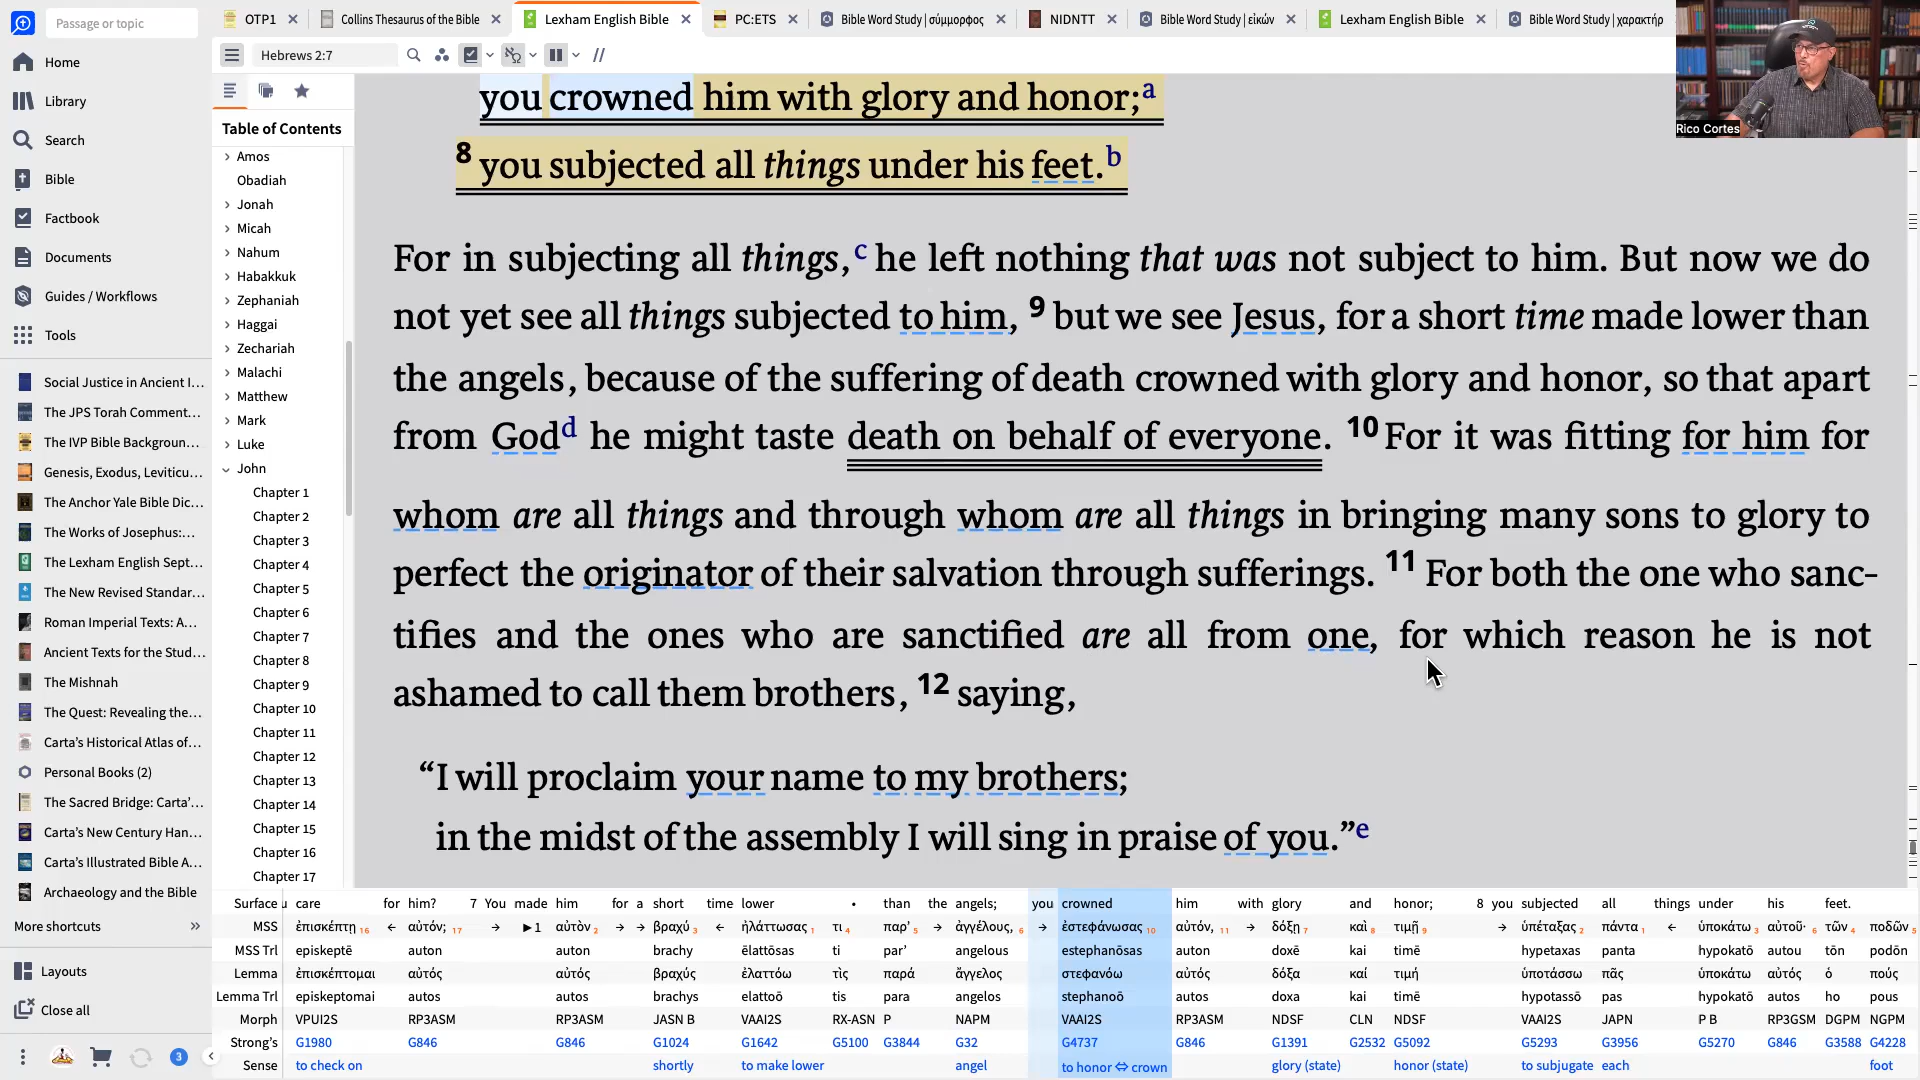 Passage or topic
OTP1
Collins Thesaurus of the Bible
Lexham English Bible
PC:ETS
Bible Word Study | σύμμορφος
NIDNTT
Bible Word Study | εἰκών
Lexham English Bible
Bible Word Study | χαρακτήρ
Hebrews 2:7
Rico Cortes
Home
Library
Search
Bible
Factbook
Documents
Guides / Workflows
Tools
Social Justice in Ancient I...
The JPS Torah Comment...
The IVP Bible Backgroun...
Genesis, Exodus, Leviticu...
The Anchor Yale Bible Dic...
The Works of Josephus:...
The Lexham English Sept...
The New Revised Standar...
Roman Imperial Texts: A...
Ancient Texts for the Stud...
The Mishnah
The Quest: Revealing the...
Carta's Historical Atlas of...
Personal Books (2)
The Sacred Bridge: Carta'...
Carta's New Century Han...
Carta's Illustrated Bible A...
Archaeology and the Bible
More shortcuts
Layouts
Close all
3
Table of Contents
Amos
Obadiah
Jonah
Micah
Nahum
Habakkuk
Zephaniah
Haggai
Zechariah
Malachi
Matthew
Mark
Luke
John
Chapter 1
Chapter 2
Chapter 3
Chapter 4
Chapter 5
Chapter 6
Chapter 7
Chapter 8
Chapter 9
Chapter 10
Chapter 11
Chapter 12
Chapter 13
Chapter 14
Chapter 15
Chapter 16
Chapter 17
you crowned him with glory and honor;a
8 you subjected all things under his feet.b
For in subjecting all things,c he left nothing that was not subject to him. But now we do
not yet see all things subjected to him, 9 but we see Jesus, for a short time made lower than
the angels, because of the suffering of death crowned with glory and honor, so that apart
from Godd he might taste death on behalf of everyone. 10 For it was fitting for him for
whom are all things and through whom are all things in bringing many sons to glory to
perfect the originator of their salvation through sufferings. 11 For both the one who sanc-
tifies and the ones who are sanctified are all from one, for which reason he is not
ashamed to call them brothers, 12 saying,
“I will proclaim your name to my brothers;
in the midst of the assembly I will sing in praise of you.”e
Surface u care for him? 7 You made him for a short time lower • than the angels; you crowned him with glory and honor; 8 you subjected all things under his feet.
MSS ἐπισκέπτῃ 16 ← αὐτόν; 17 → ▶1 αὐτὸν 2 → → βραχύ 3 ← ἠλάττωσας 1 τι 4 παρ’ 5 → ἀγγέλους, 6 → ἐστεφάνωσας 10 αὐτόν, 11 → δόξῃ 7 καὶ 8 τιμῇ 9 → ὑπέταξας 2 πάντα 1 ← ὑποκάτω 3 αὐτοῦ· 6 τῶν 4 ποδῶν 5
MSS Trl episkeptē auton auton brachy ēlattōsas ti par’ angelous, estephanōsas auton doxē kai timē hypetaxas panta hypokatō autou tōn podōn
Lemma ἐπισκέπτομαι αὐτός αὐτός βραχύς ἐλαττόω τὶς παρά ἄγγελος στεφανόω αὐτός δόξα καί τιμή ὑποτάσσω πᾶς ὑποκάτω αὐτός ὁ πούς
Lemma Trl episkeptomai autos autos brachys elattoō tis para angelos stephanoō autos doxa kai timē hypotassō pas hypokatō autos ho pous
Morph VPUI2S RP3ASM RP3ASM JASN B VAAI2S RX-ASN P NAPM VAAI2S RP3ASM NDSF CLN NDSF VAAI2S JAPN P B RP3GSM DGPM NGPM
Strong's G1980 G846 G846 G1024 G1642 G5100 G3844 G32 G4737 G846 G1391 G2532 G5092 G5293 G3956 G5270 G846 G3588 G4228
Sense to check on shortly to make lower angel to honor ⇔ crown glory (state) honor (state) to subjugate each foot